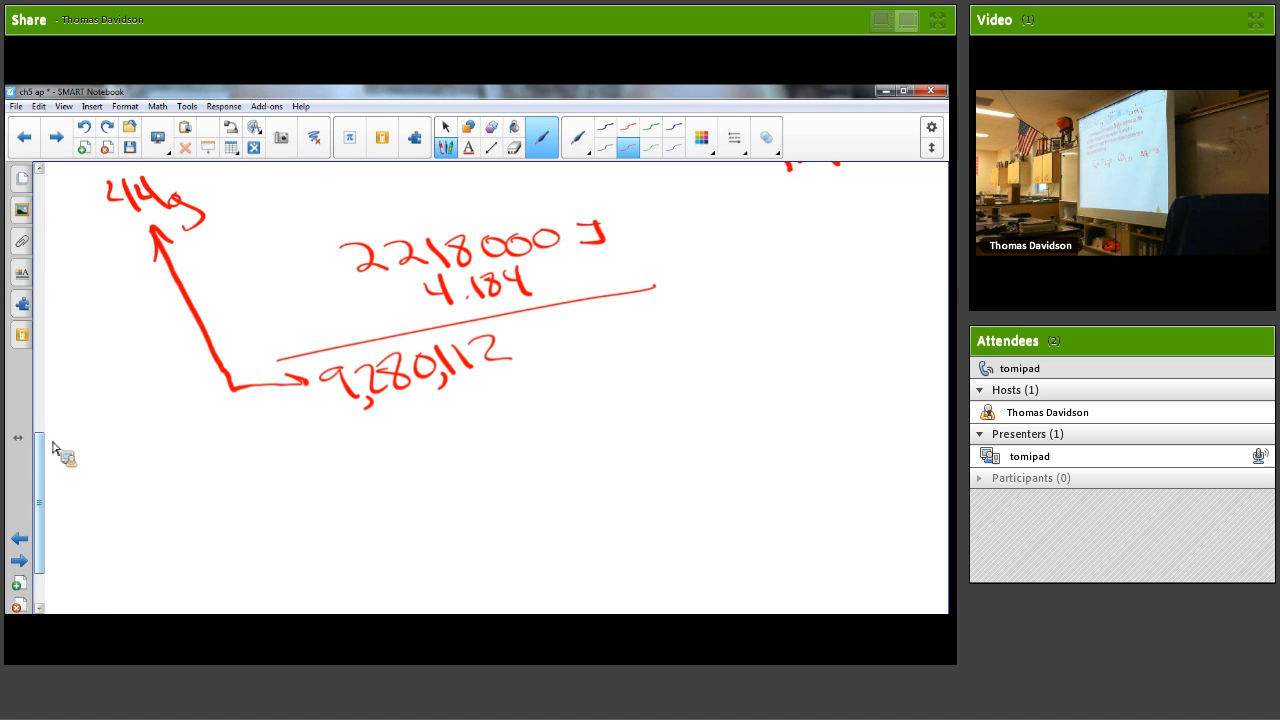 Share - Thomas Davidson
Video (1)
ch5 ap * - SMART Notebook
File Edit View Insert Format Math Tools Response Add-ons Help
44g
2218000 J
4.184
9,280,112
Thomas Davidson
Attendees (2)
tomipad
Hosts (1)
Thomas Davidson
Presenters (1)
tomipad
Participants (0)